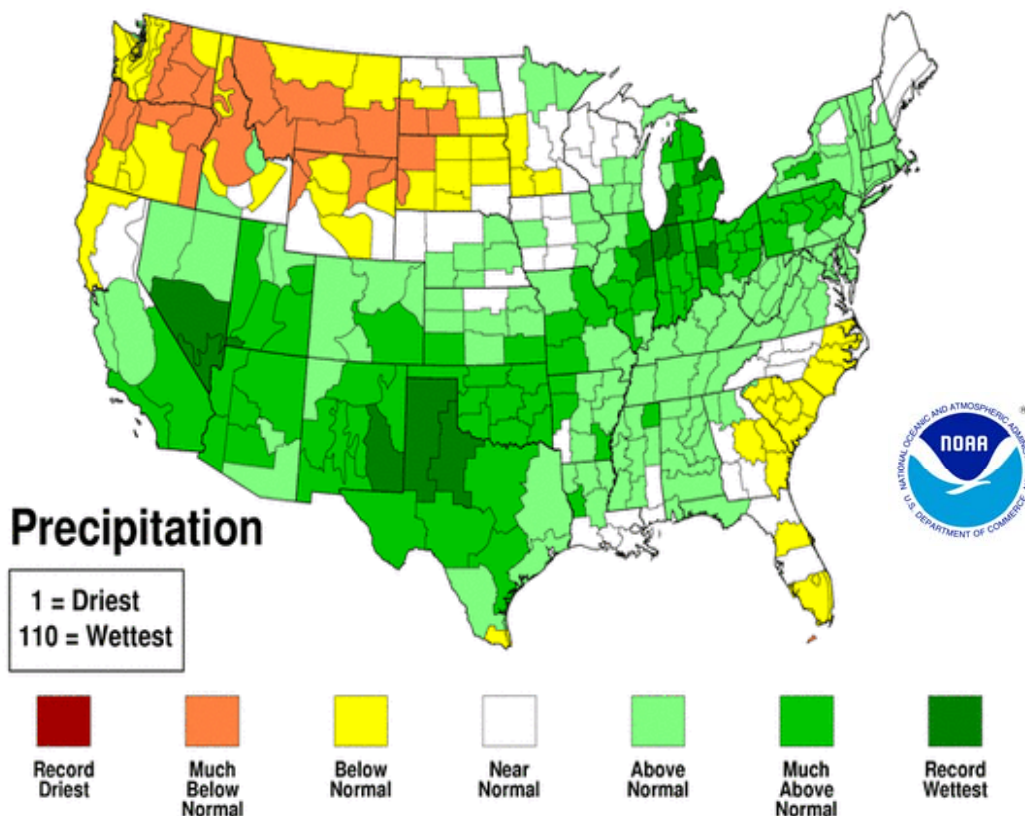 NATIONAL OCEANIC AND ATMOSPHERIC
NOAA
U.S. DEPARTMENT OF COMMERCE
®
Precipitation
1 = Driest
110 = Wettest
Record
Driest
Much
Below
Normal
Below
Normal
Near
Normal
Above
Normal
Much
Above
Normal
Record
Wettest